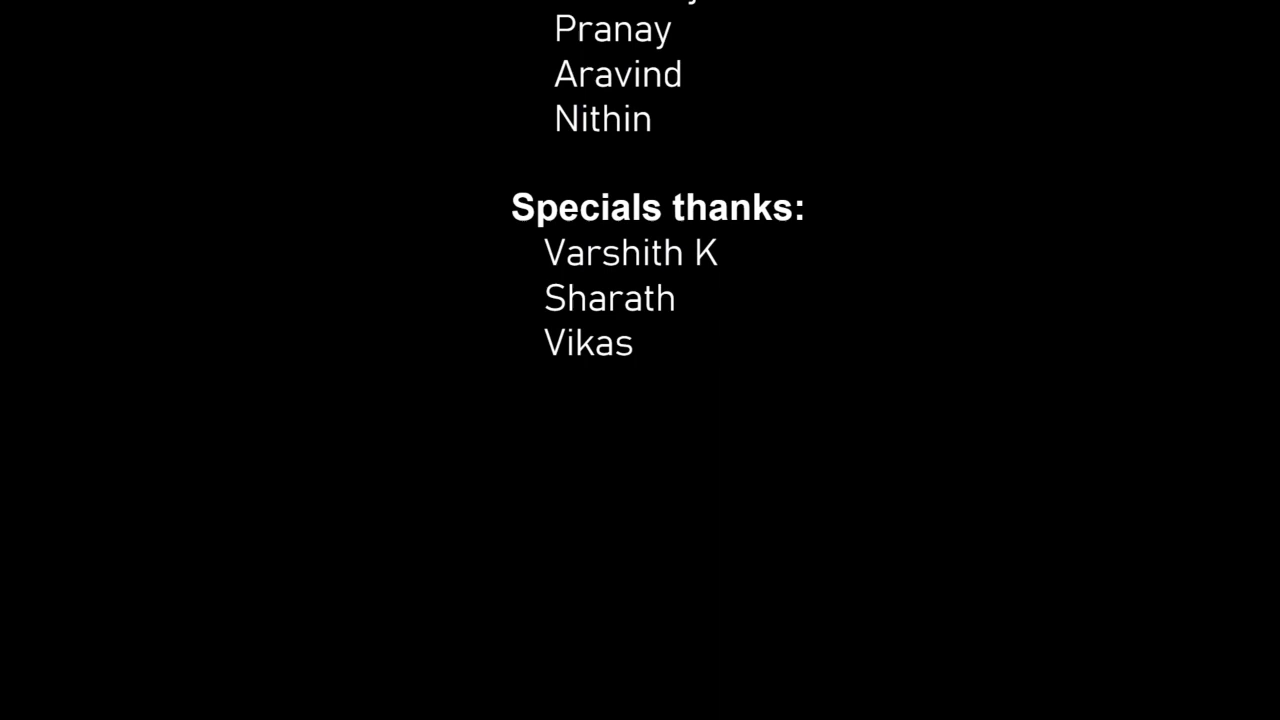 Pranay
Aravind
Nithin
Specials thanks:
Varshith K
Sharath
Vikas